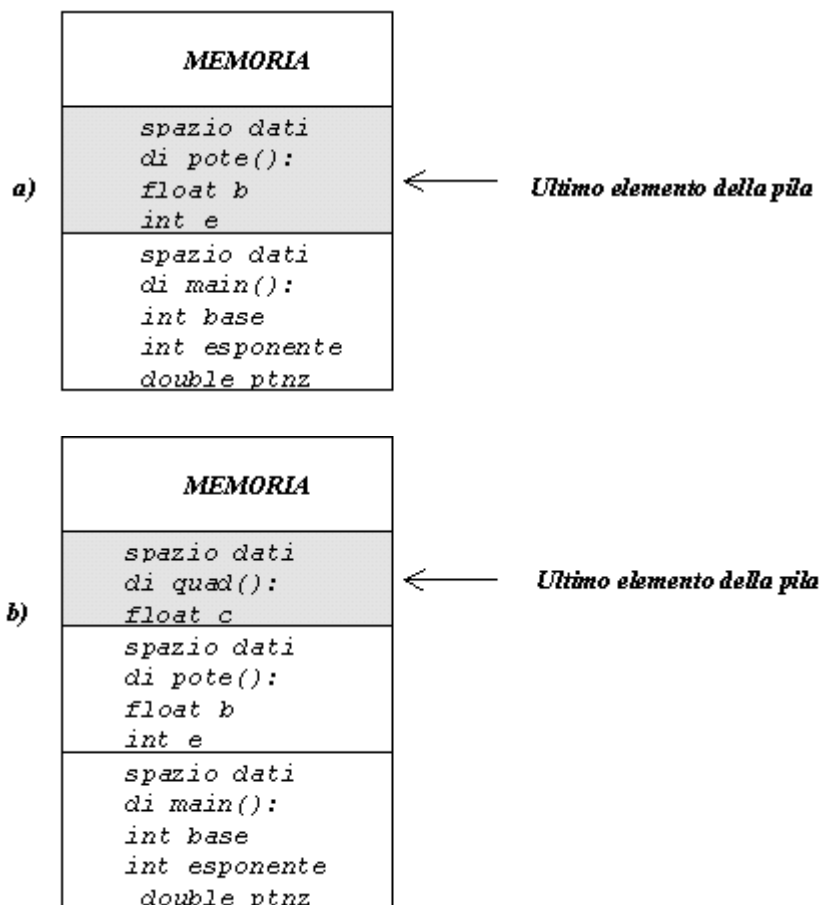 MEMORIA
spazio dati
di pote():
a)
float b
Ultimo elemento della pila
int e
spazio dati
di main():
int base
int esponente
double ptnz
MEMORIA
spazio dati
di quad():
Ultimo elemento della pila
b)
float c
spazio dati
di pote():
float b
int e
spazio dati
di main():
int base
int esponente
double ptnz